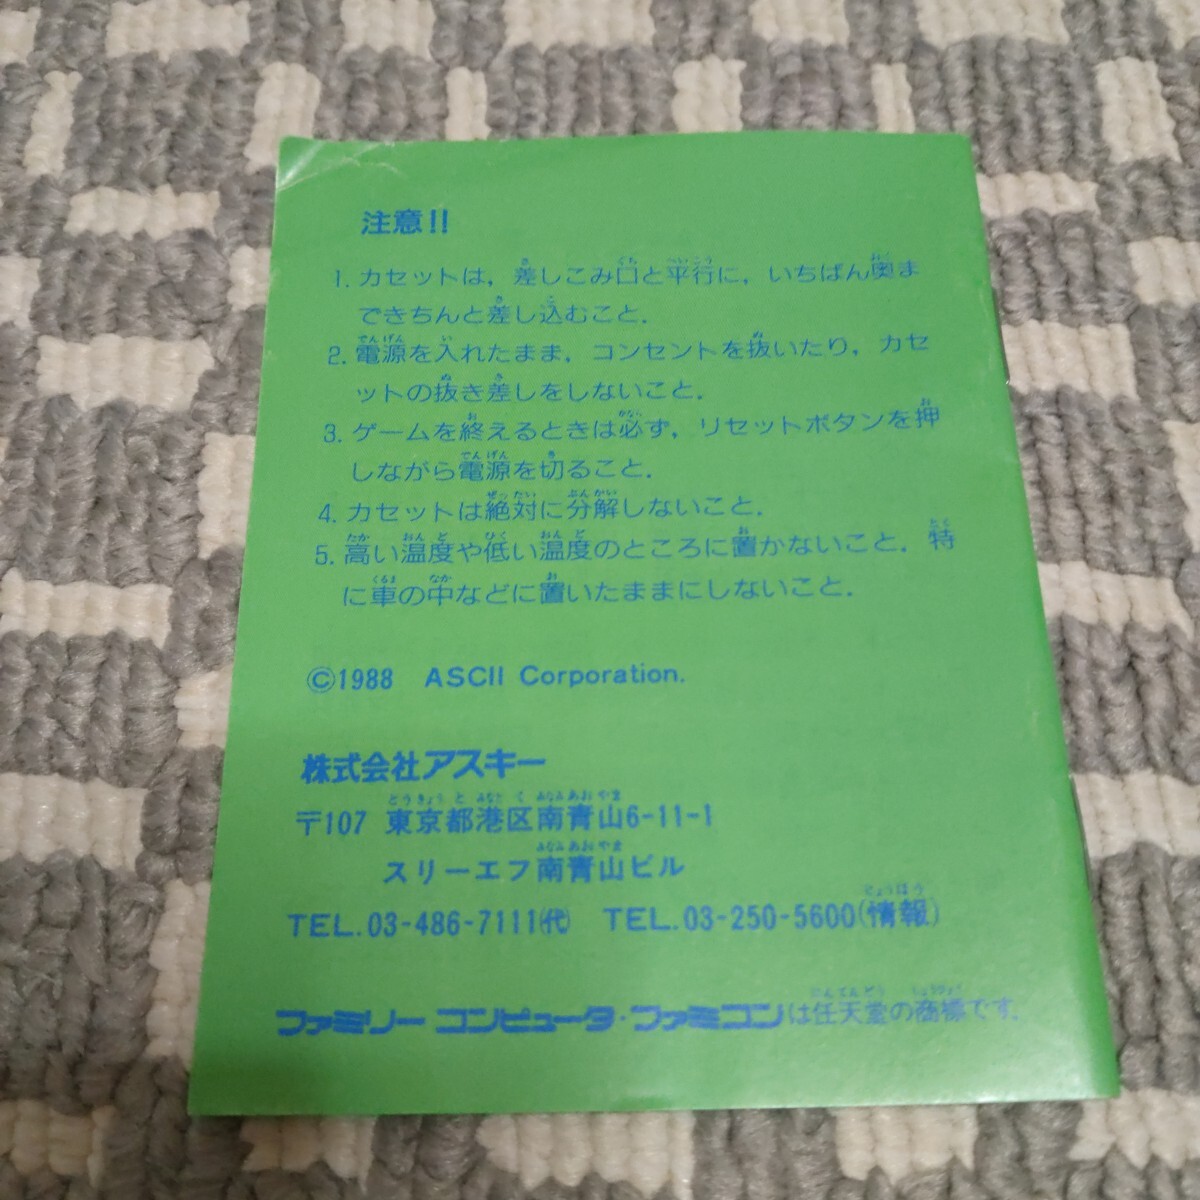 注意!!
1. カセットは, 差しこみ口と平行に, いちばん奥ま
できちんと差し込むこと.
2. 電源を入れたまま, コンセントを抜いたり, カセ
ットの抜き差しをしないこと.
3. ゲームを終えるときは必ず, リセットボタンを押
しながら電源を切ること.
4. カセットは絶対に分解しないこと.
5. 高い温度や低い温度のところに置かないこと. 特
に車の中などに置いたままにしないこと.
©1988 ASCII Corporation.
株式会社アスキー
〒107 東京都港区南青山6-11-1
スリーエフ南青山ビル
TEL.03-486-7111(代) TEL.03-250-5600(情報)
ファミリーコンピュータ・ファミコンは任天堂の商標です.